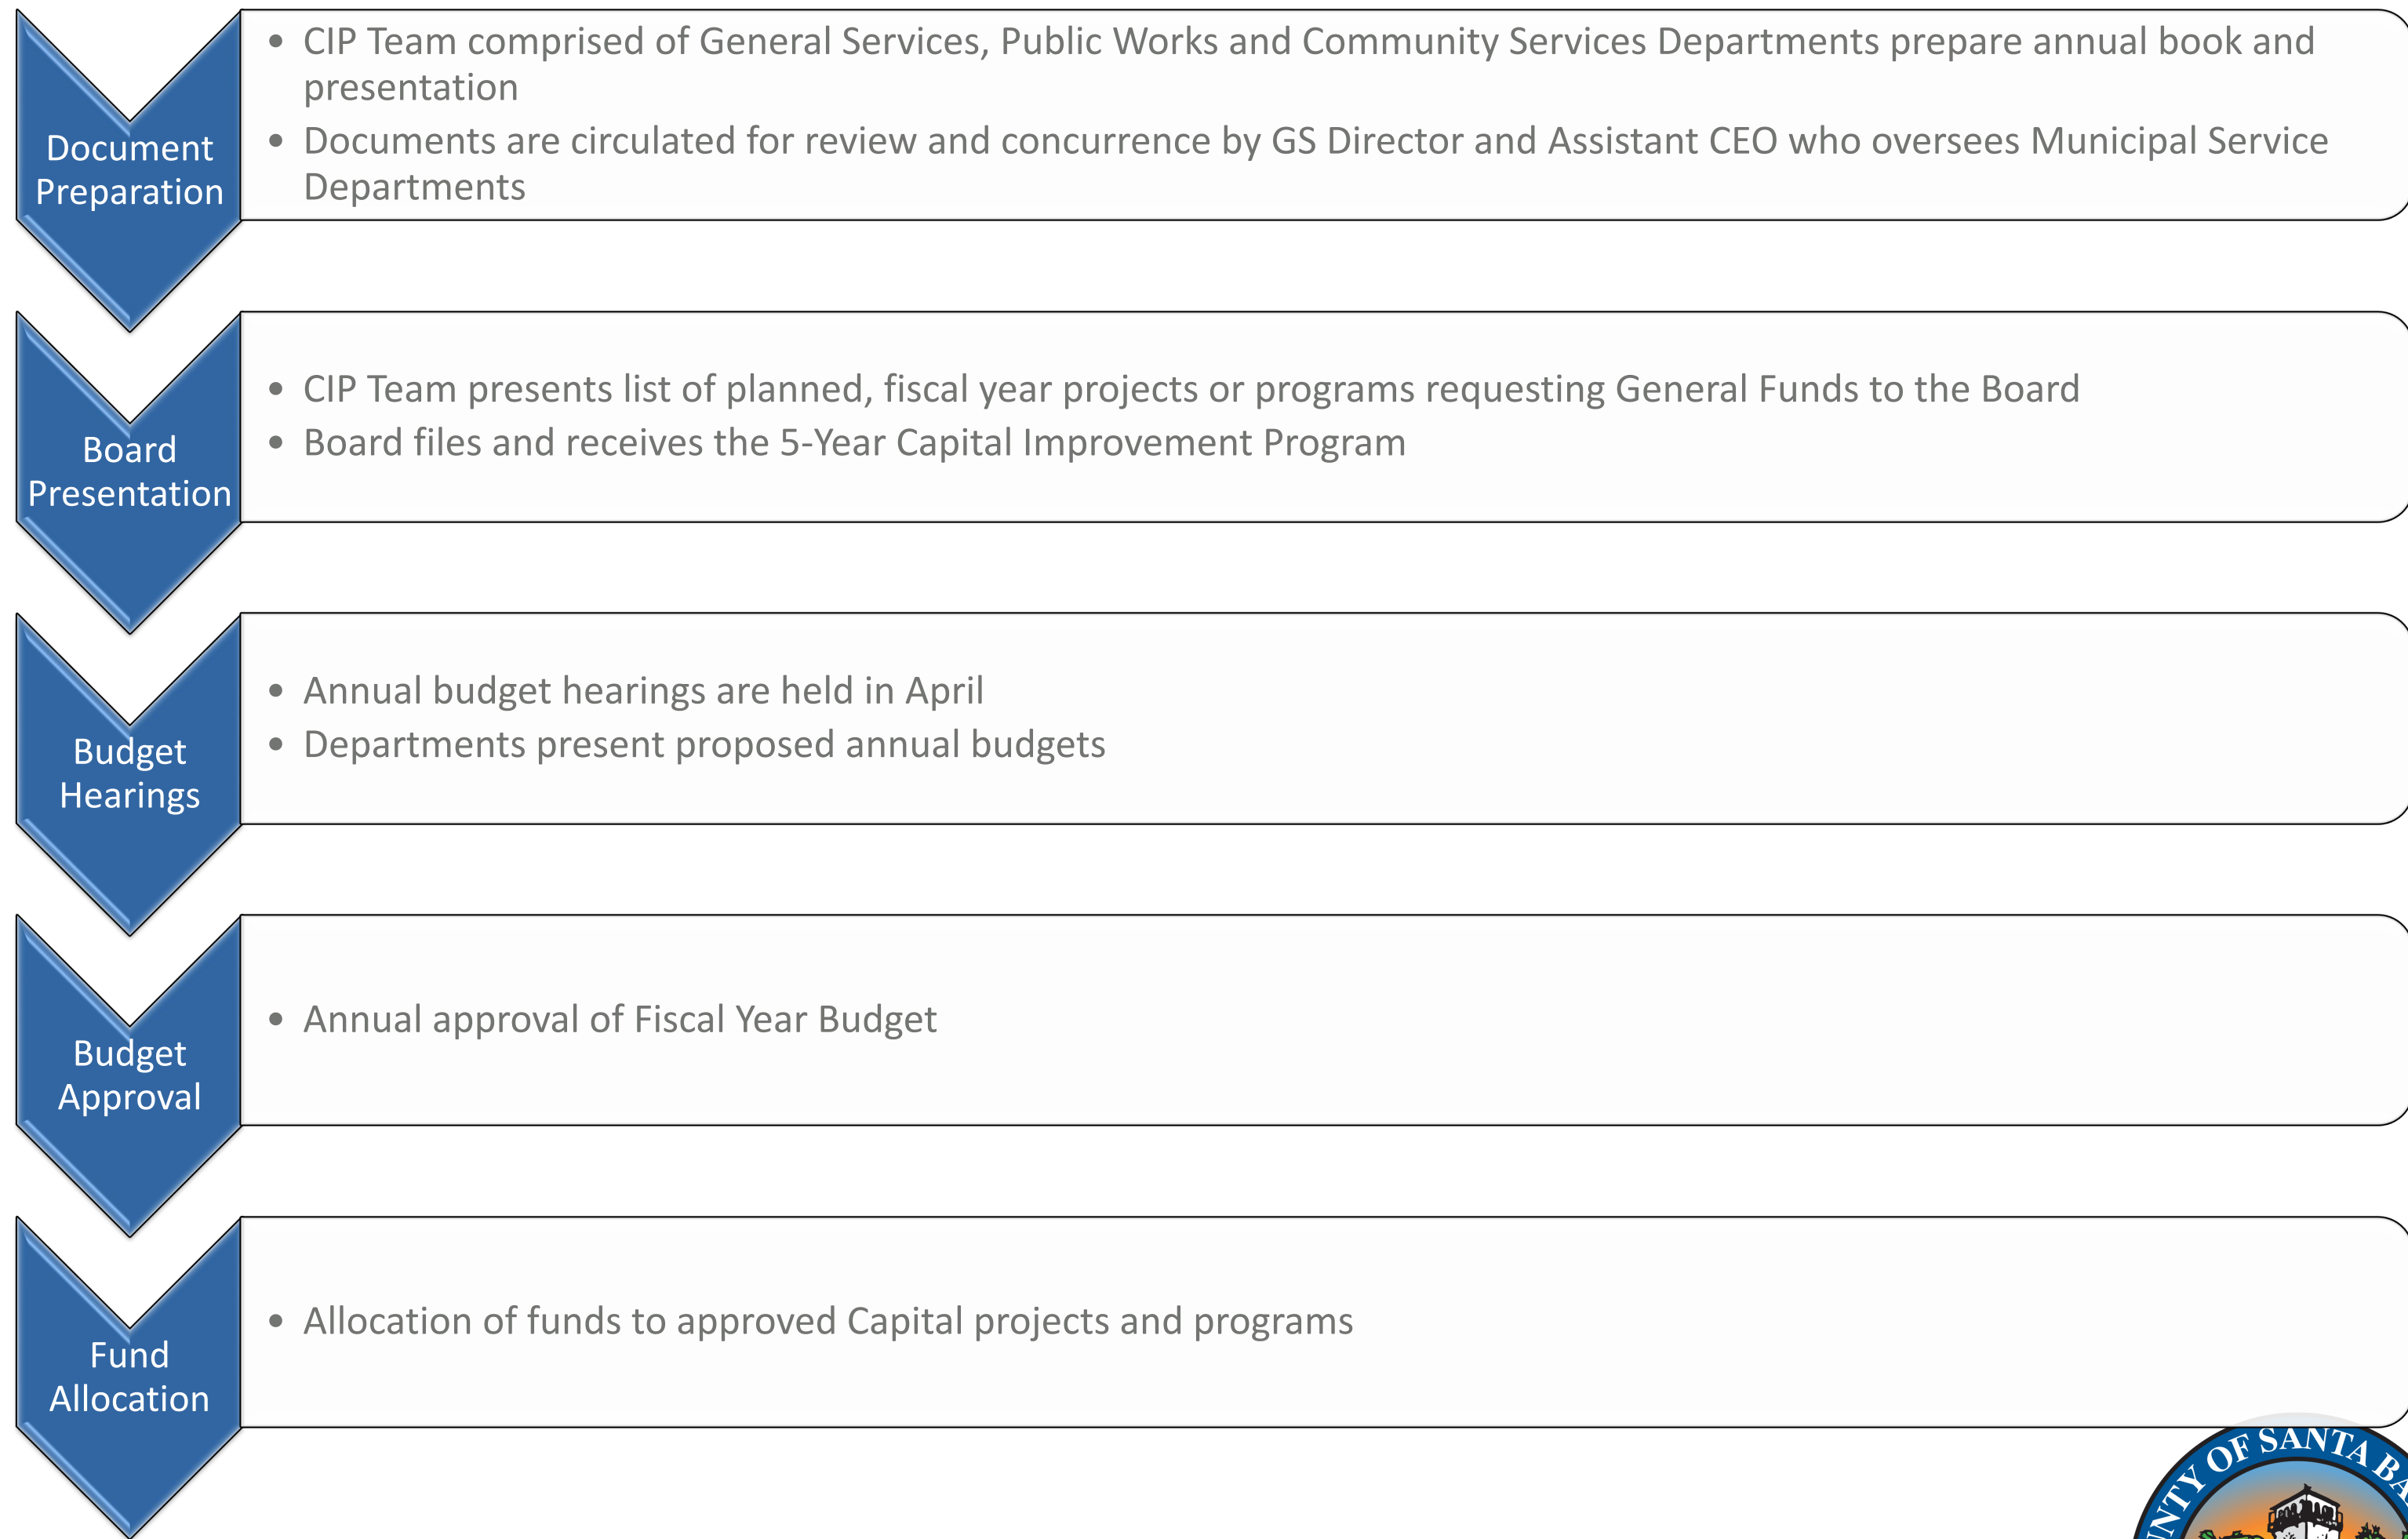 Document
Preparation
• CIP Team comprised of General Services, Public Works and Community Services Departments prepare annual book and
presentation
• Documents are circulated for review and concurrence by GS Director and Assistant CEO who oversees Municipal Service
Departments
Board
Presentation
• CIP Team presents list of planned, fiscal year projects or programs requesting General Funds to the Board
• Board files and receives the 5-Year Capital Improvement Program
Budget
Hearings
• Annual budget hearings are held in April
• Departments present proposed annual budgets
Budget
Approval
• Annual approval of Fiscal Year Budget
Fund
Allocation
• Allocation of funds to approved Capital projects and programs
OF SANTA